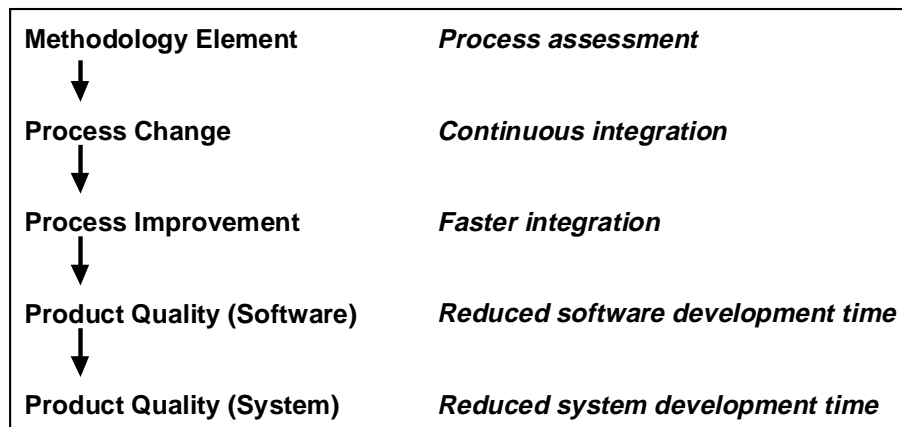 Methodology Element Process assessment
Process Change Continuous integration
Process Improvement Faster integration
Product Quality (Software) Reduced software development time
Product Quality (System) Reduced system development time